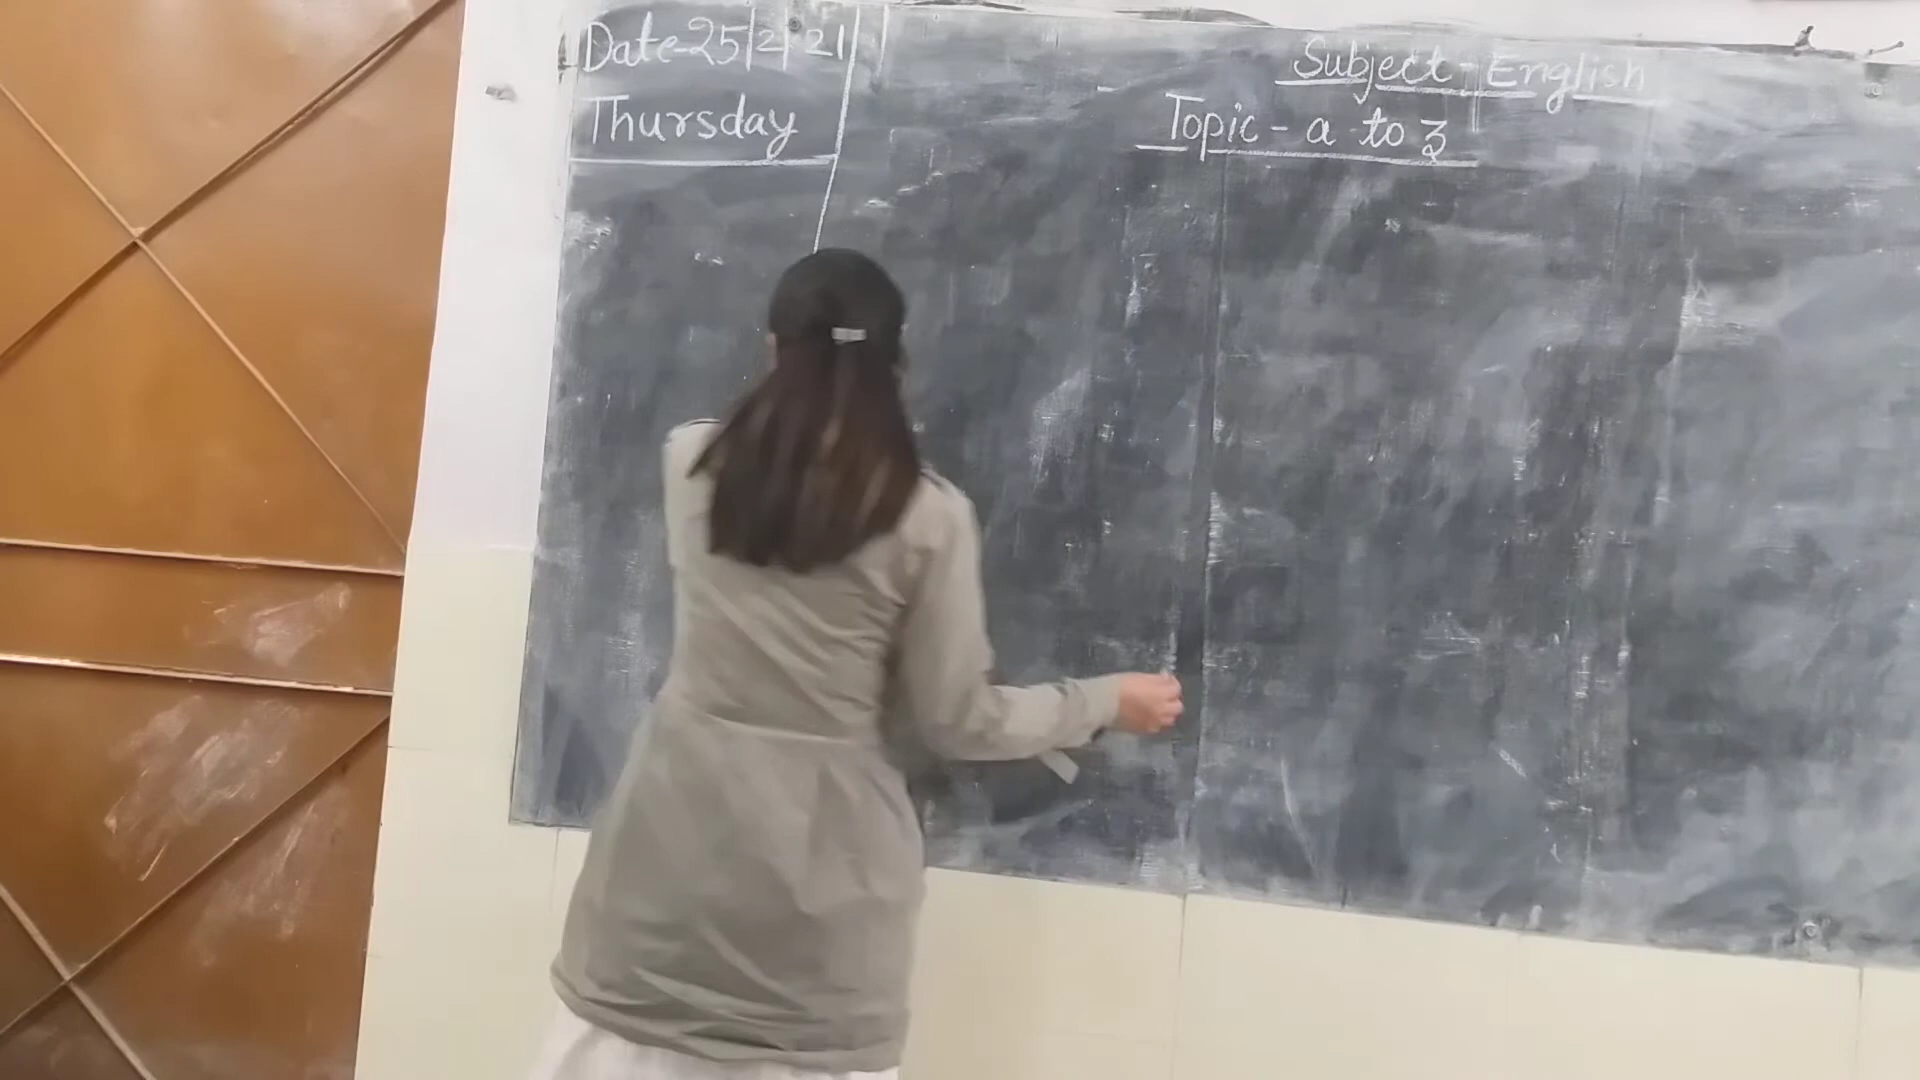 Date-25/2/21
Thursday
Subject-English
Topic - a to z